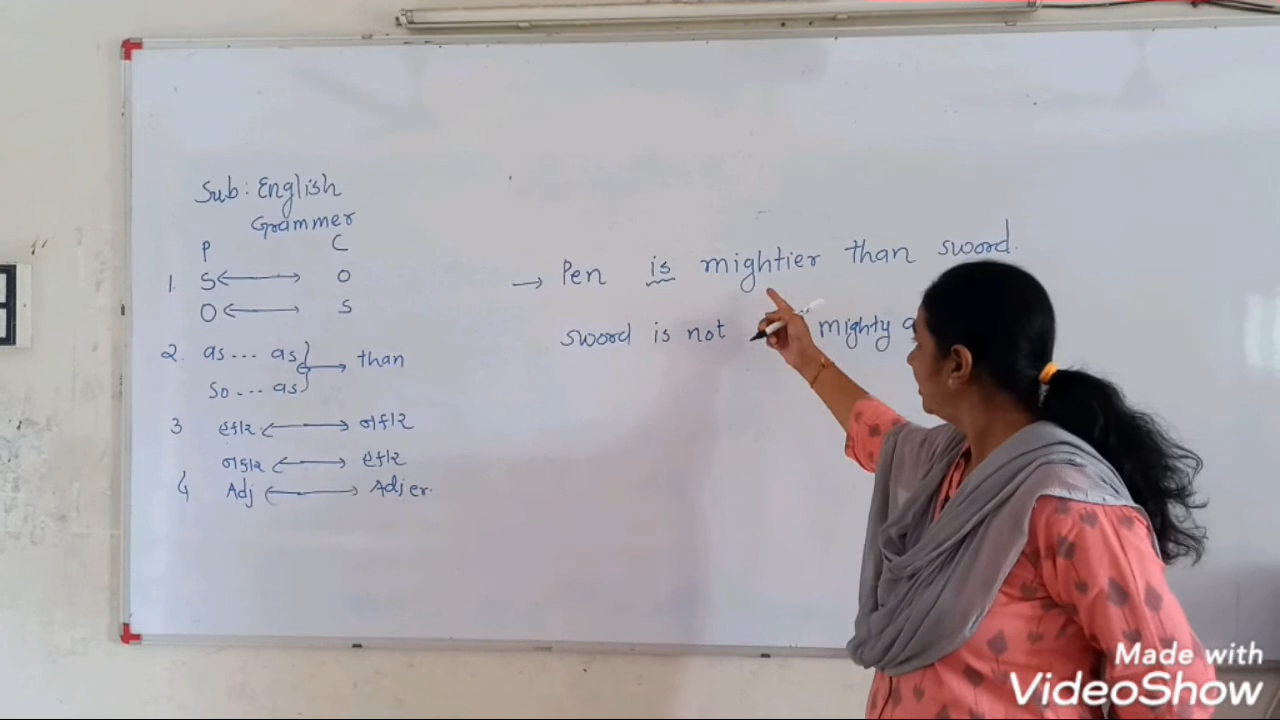 Sub: English
Grammer
P C
1. S ⟷ O
O ⟷ S
2. as ... as
so ... as → than
3 હકાર ⟷ નકાર
નકાર ⟷ હકાર
4 Adj ⟷ Adj er.
→ Pen is mightier than sword.
sword is not mighty
Made with
VideoShow